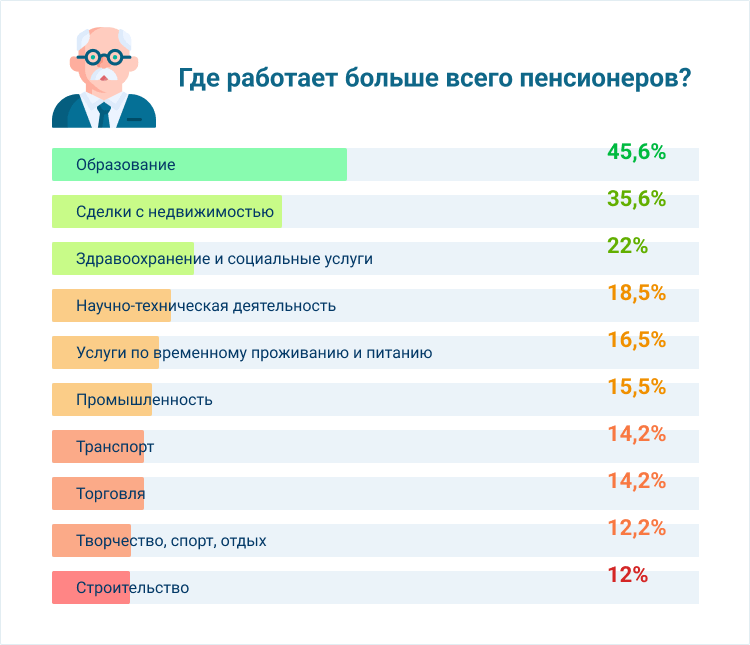 Где работает больше всего пенсионеров?
Образование 45,6%
Сделки с недвижимостью 35,6%
Здравоохранение и социальные услуги 22%
Научно-техническая деятельность 18,5%
Услуги по временному проживанию и питанию 16,5%
Промышленность 15,5%
Транспорт 14,2%
Торговля 14,2%
Творчество, спорт, отдых 12,2%
Строительство 12%